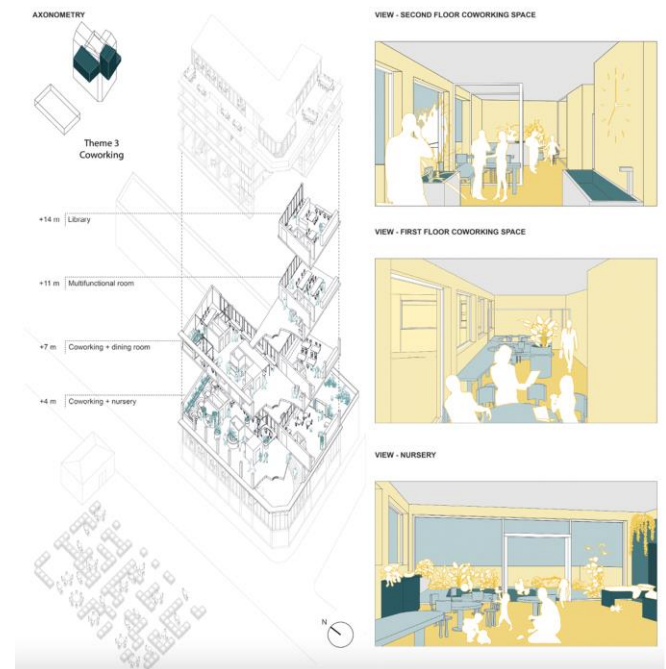 AXONOMETRY
Theme 3
Coworking
+14 m Library
+11 m Multifunctional room
+7 m Coworking + dining room
+4 m Coworking + nursery
N
VIEW - SECOND FLOOR COWORKING SPACE
VIEW - FIRST FLOOR COWORKING SPACE
VIEW - NURSERY